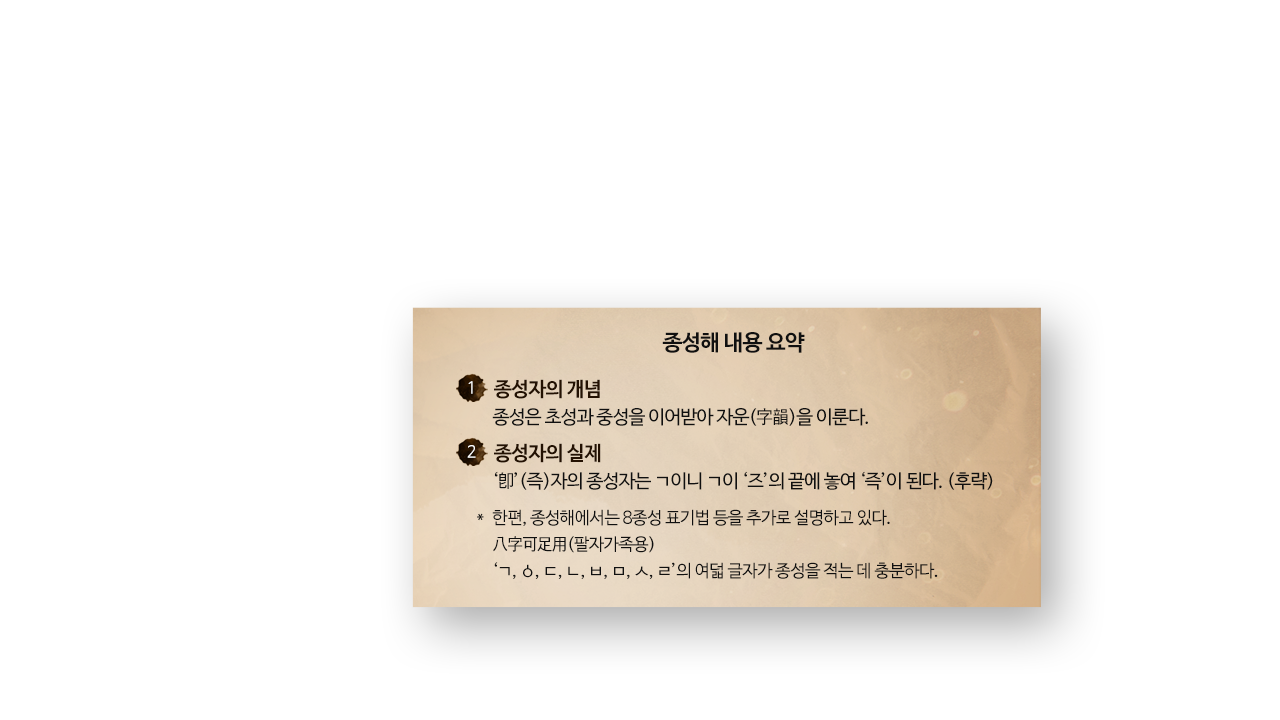 종성해 내용 요약
1 종성자의 개념
종성은 초성과 중성을 이어받아 자운(字韻)을 이룬다.
2 종성자의 실제
‘卽’(즉)자의 종성자는 ㄱ이니 ㄱ이 ‘즈’의 끝에 놓여 ‘즉’이 된다. (후략)
* 한편, 종성해에서는 8종성 표기법 등을 추가로 설명하고 있다.
八字可足用(팔자가족용)
‘ㄱ, ㆁ, ㄷ, ㄴ, ㅂ, ㅁ, ㅅ, ㄹ’의 여덟 글자가 종성을 적는 데 충분하다.